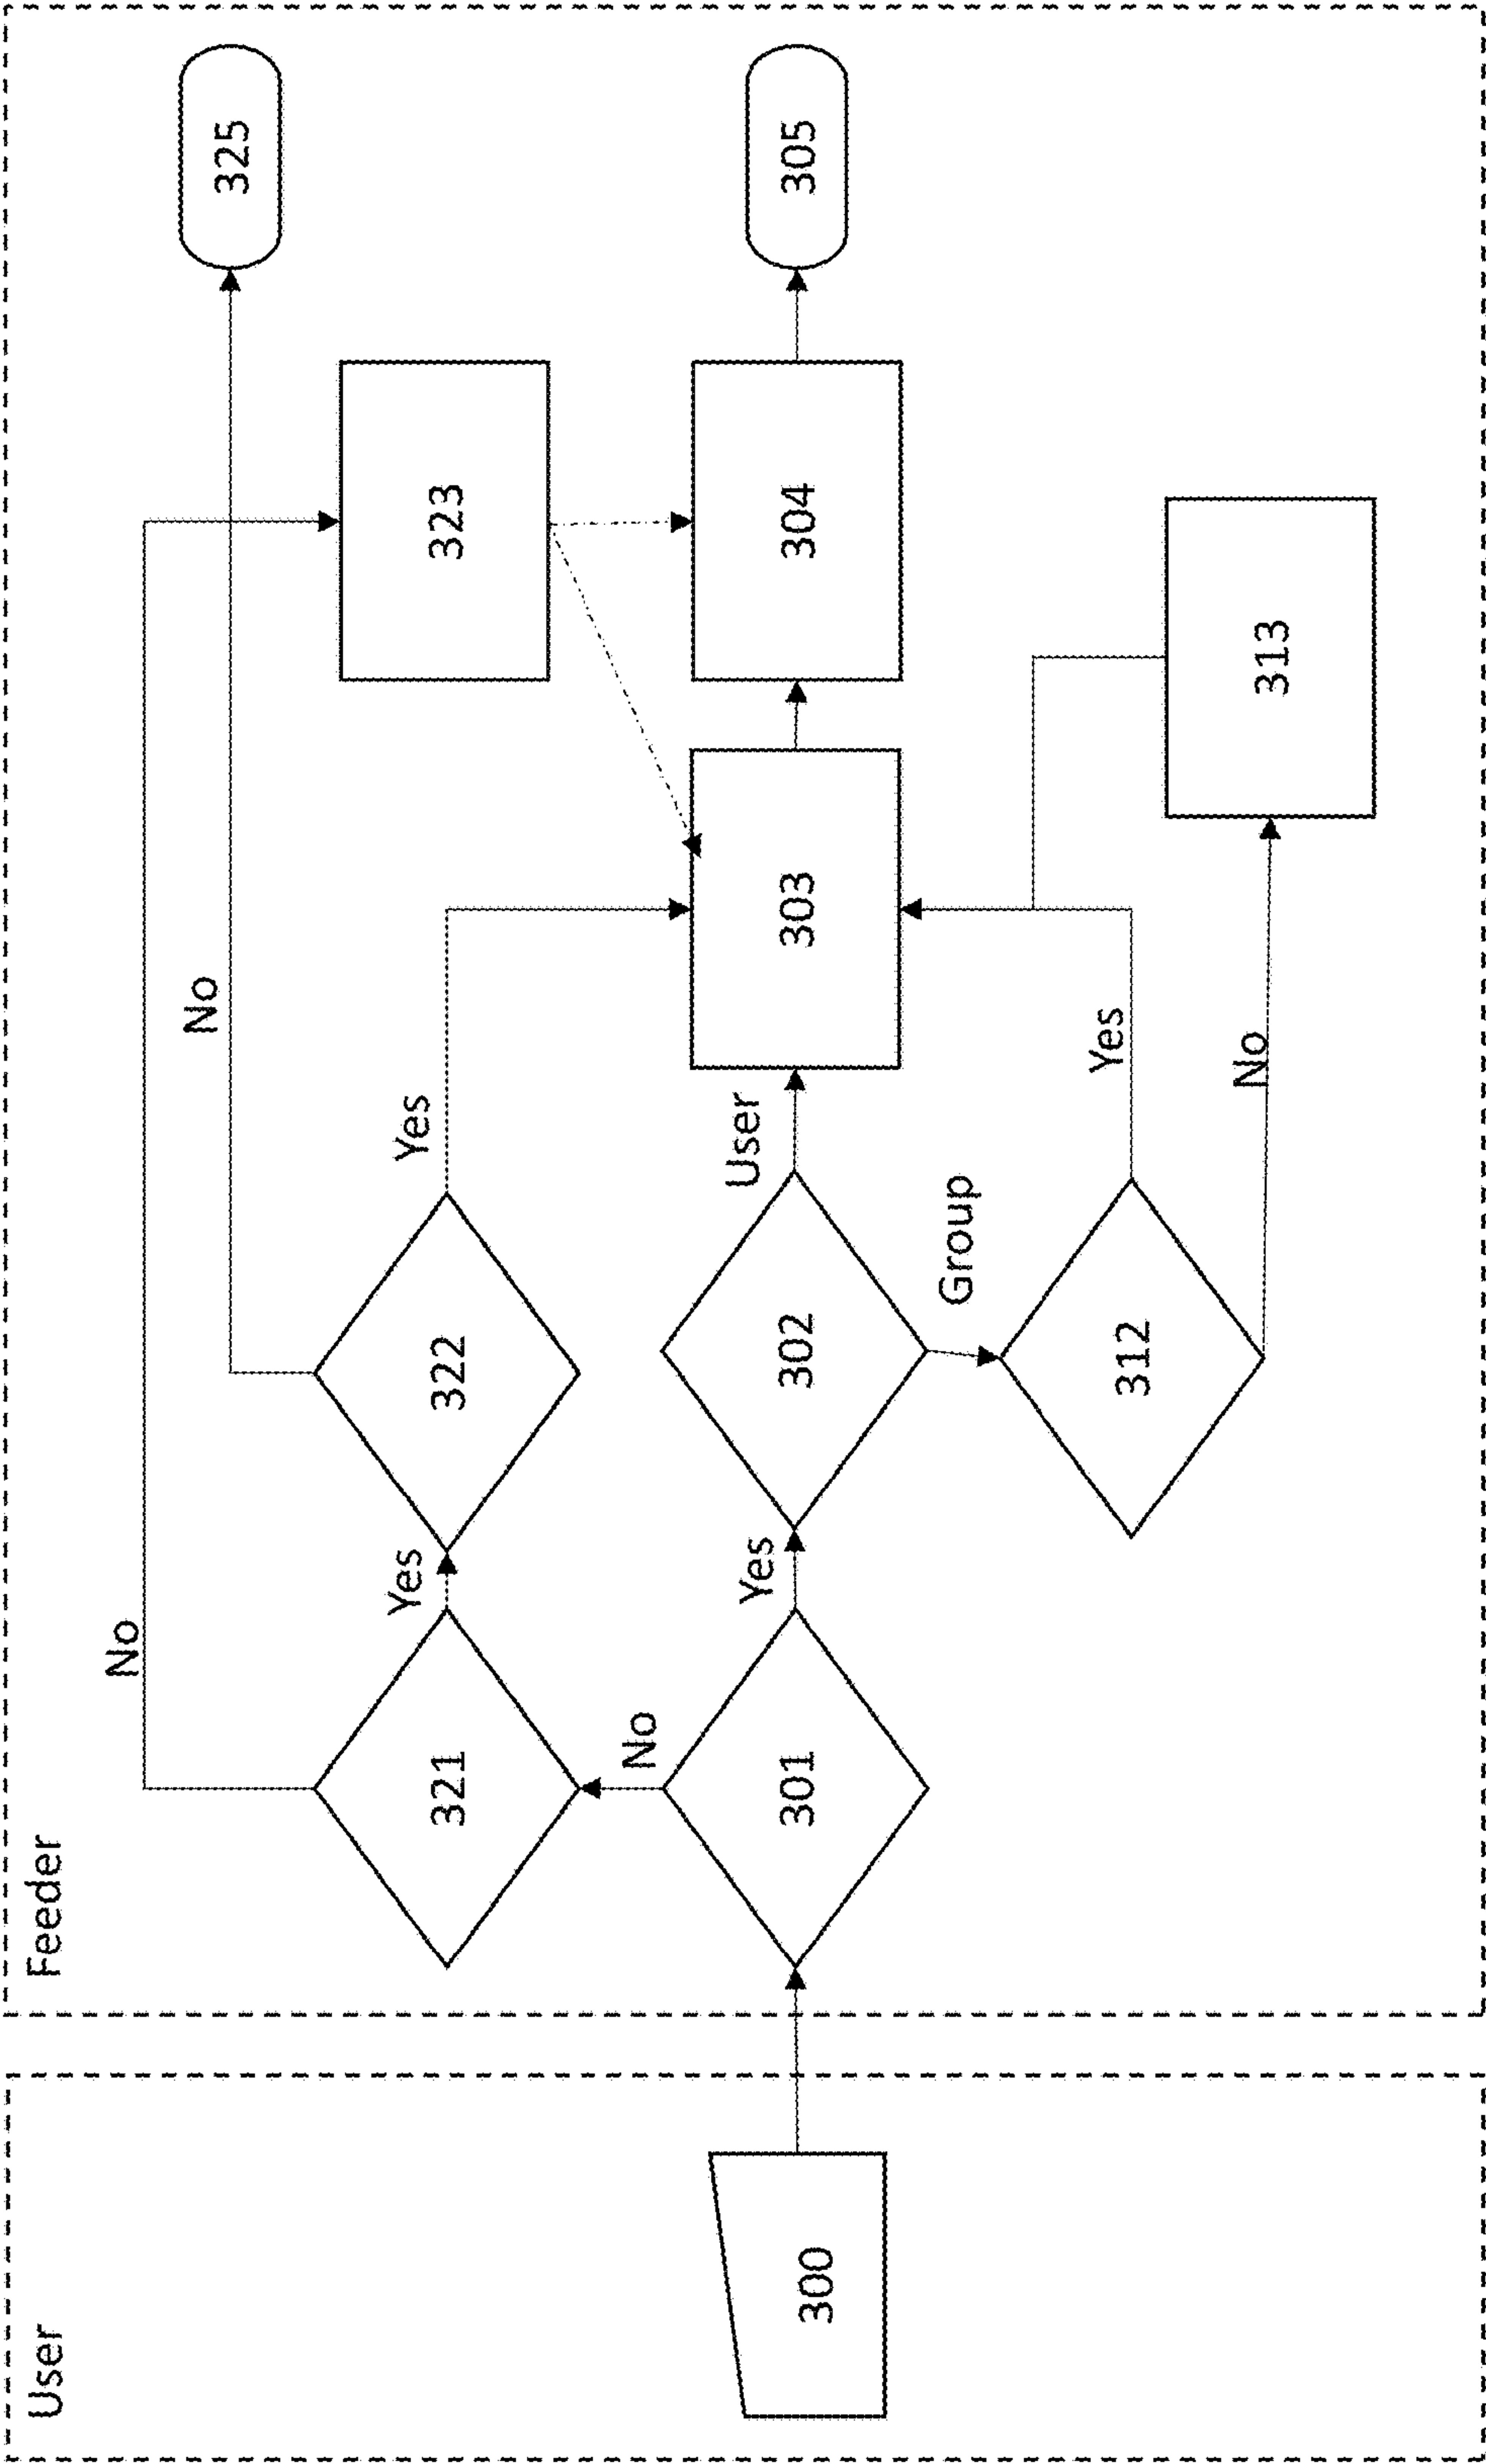 User
Feeder
No
No
325
Yes
Yes
321
322
323
No
Yes
User
300
301
302
303
304
305
Group
Yes
312
No
313